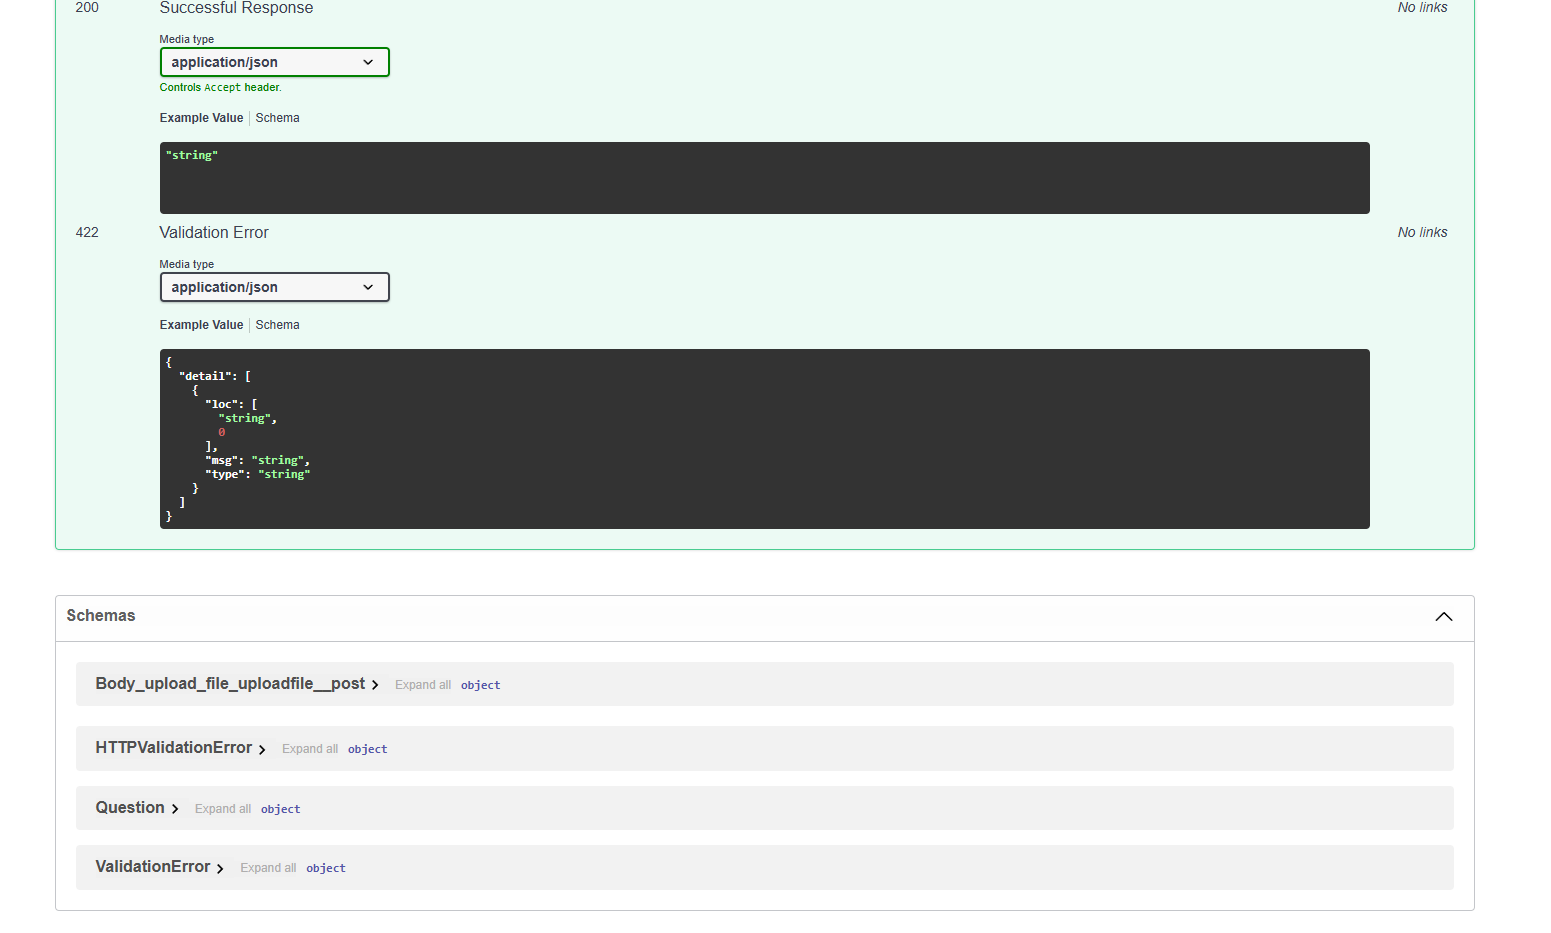 200 Successful Response No links
Media type
application/json
Controls Accept header.
Example Value Schema
"string"
422 Validation Error No links
Media type
application/json
Example Value Schema
{
  "detail": [
    {
      "loc": [
        "string",
        0
      ],
      "msg": "string",
      "type": "string"
    }
  ]
}
Schemas
Body_upload_file_uploadfile__post Expand all object
HTTPValidationError Expand all object
Question Expand all object
ValidationError Expand all object